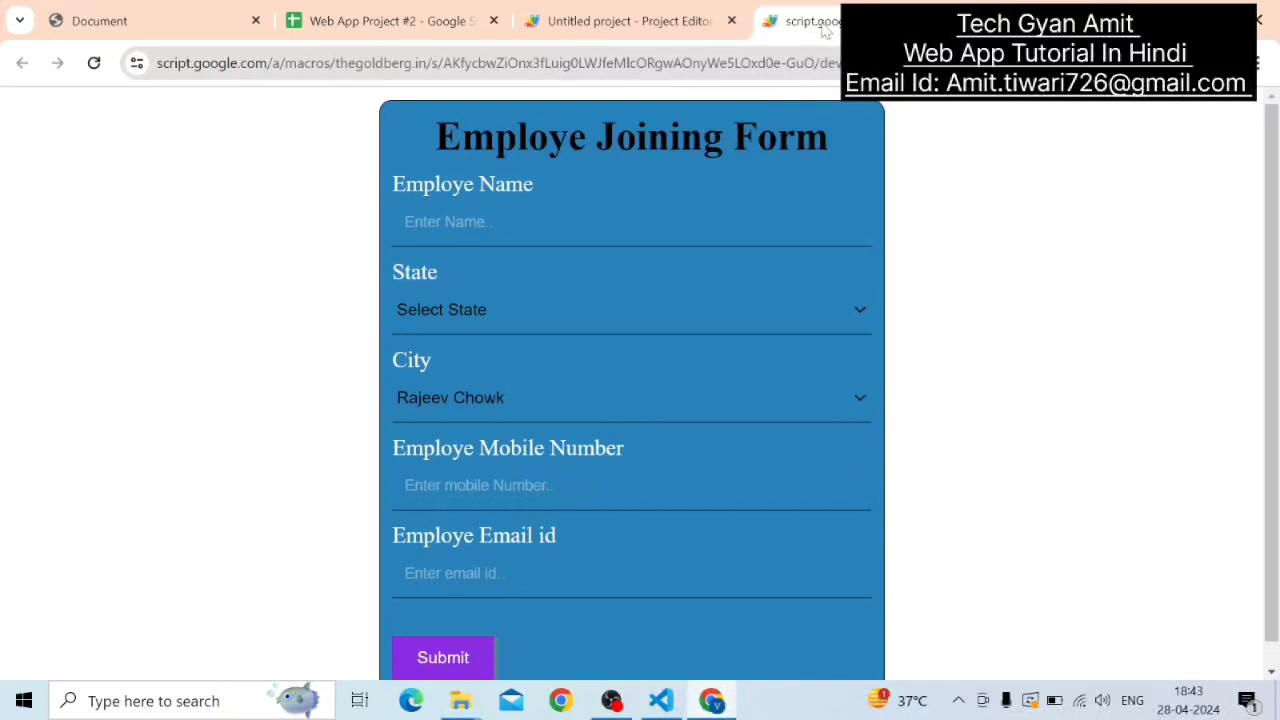 Document
Web App Project #2 - Google S
Untitled project - Project Editor
script.goog
Tech Gyan Amit
Web App Tutorial In Hindi
Email Id: Amit.tiwari726@gmail.com
script.google.com/a/macros/thegoldberg.in/s/AKfycbwZiOnx3fLuig0LWJfeMlcORgwAOnyWe5LOxd0e-GuO/dev
Employe Joining Form
Employe Name
Enter Name..
State
Select State
City
Rajeev Chowk
Employe Mobile Number
Enter mobile Number..
Employe Email id
Enter email id..
Submit
Type here to search
1
37°C
ENG
18:43
28-04-2024
1